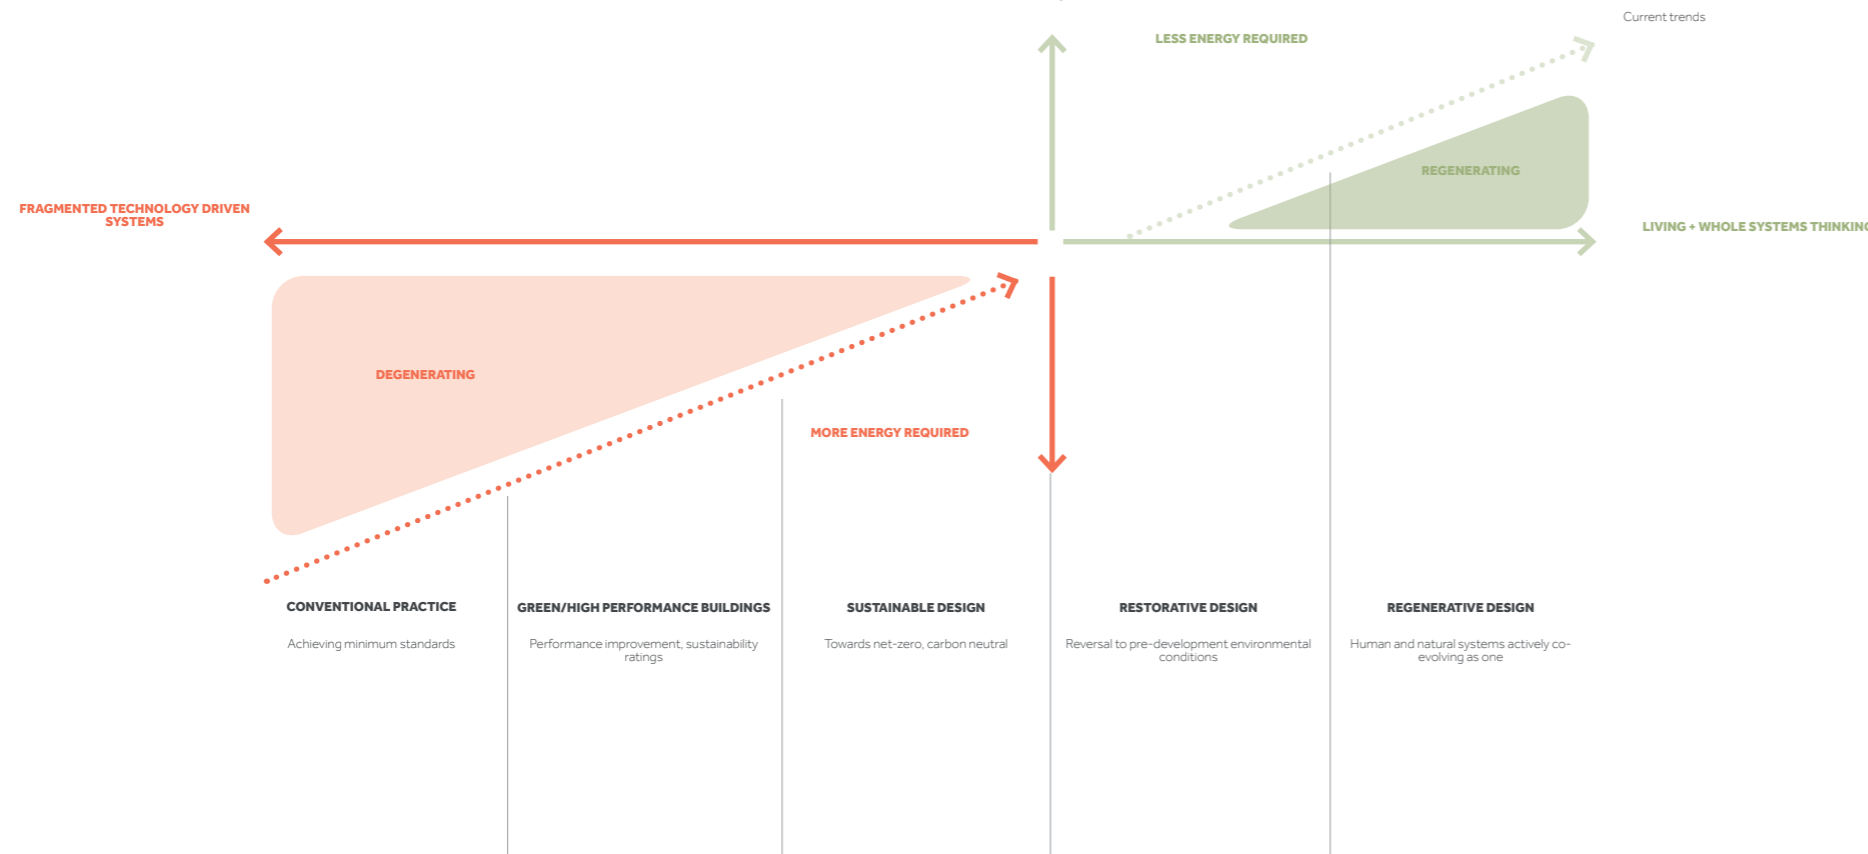 Current trends
LESS ENERGY REQUIRED
REGENERATING
FRAGMENTED TECHNOLOGY DRIVEN
SYSTEMS
LIVING + WHOLE SYSTEMS THINKING
DEGENERATING
MORE ENERGY REQUIRED
CONVENTIONAL PRACTICE
Achieving minimum standards
GREEN/HIGH PERFORMANCE BUILDINGS
Performance improvement, sustainability
ratings
SUSTAINABLE DESIGN
Towards net-zero, carbon neutral
RESTORATIVE DESIGN
Reversal to pre-development environmental
conditions
REGENERATIVE DESIGN
Human and natural systems actively co-
evolving as one